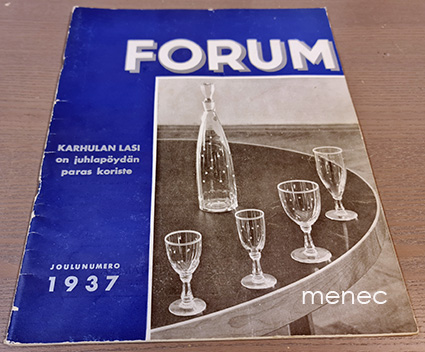 FORUM
KARHULAN LASI
on juhlapöydän
paras koriste
JOULUNUMERO
1937
menec